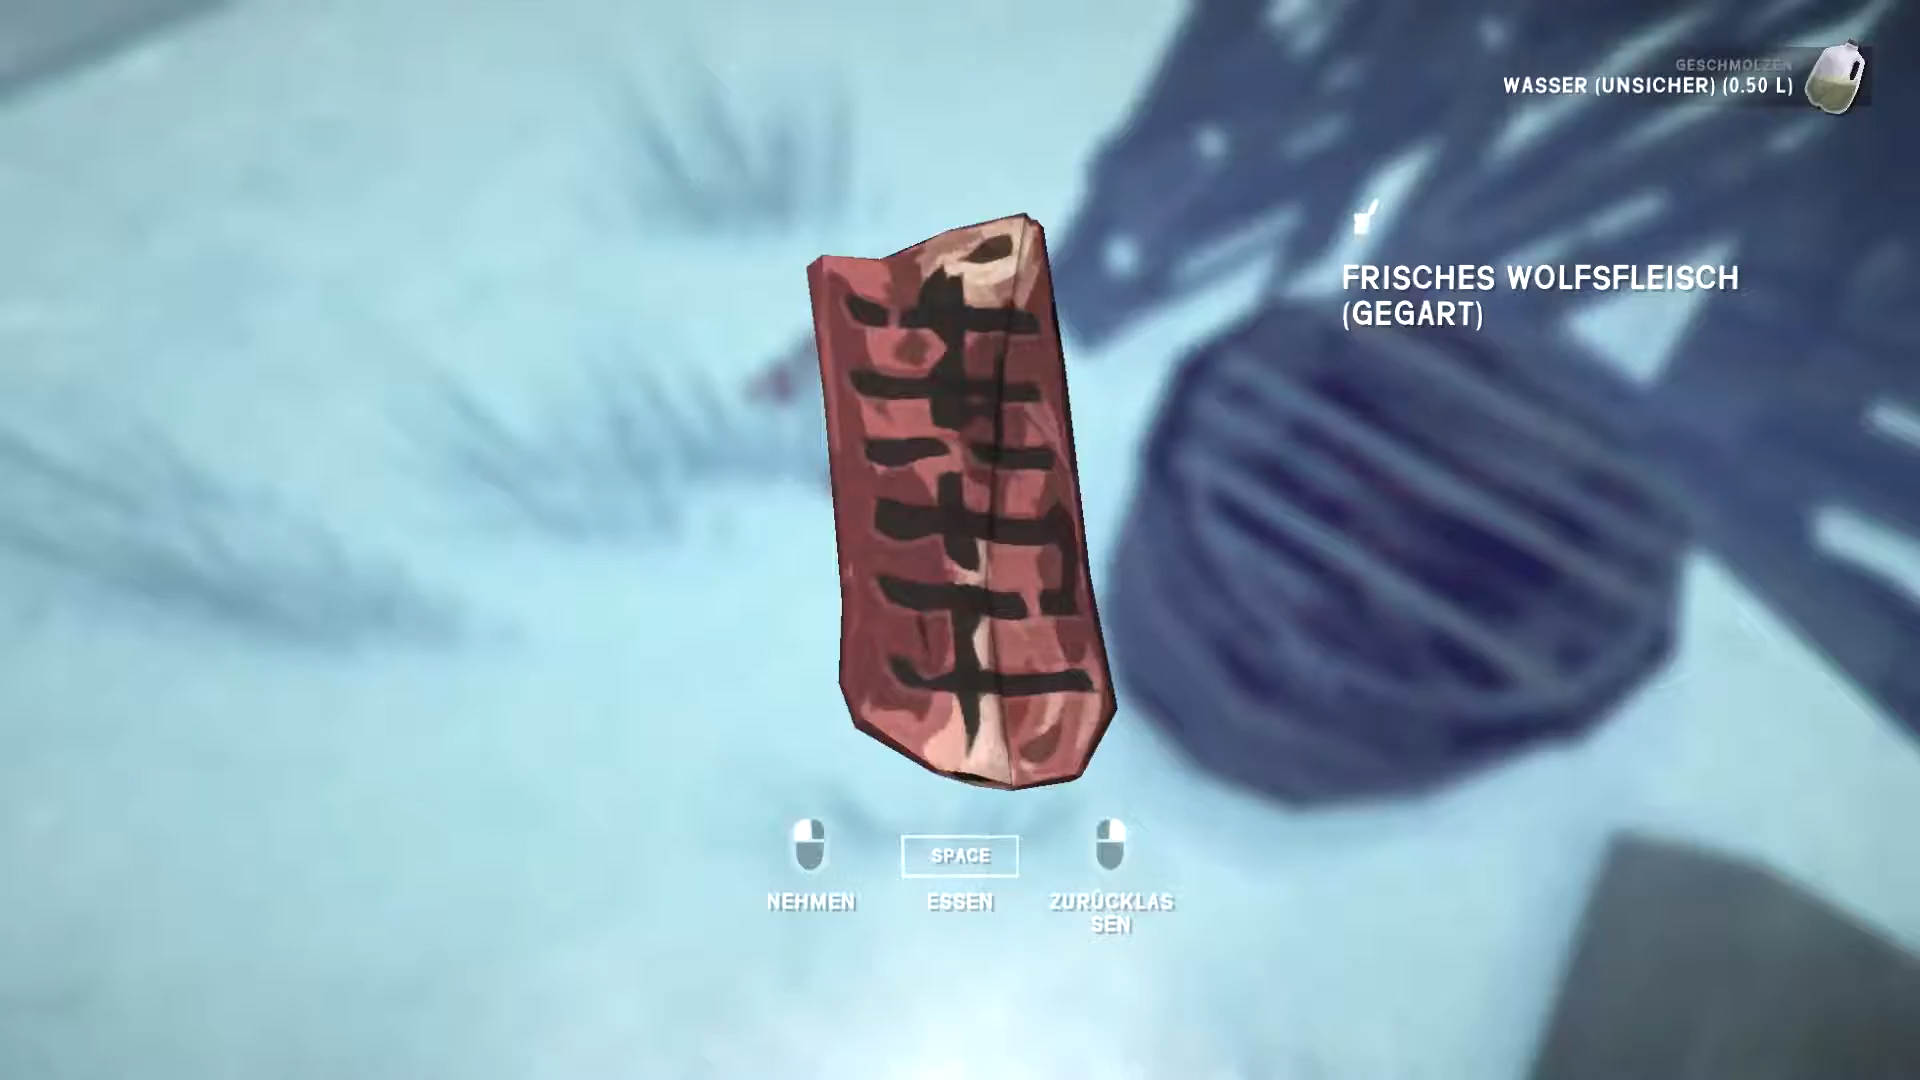 GESCHMOLZEN
WASSER (UNSICHER) (0.50 L)
FRISCHES WOLFSFLEISCH
(GEGART)
SPACE
NEHMEN
ESSEN
ZURÜCKLAS
SEN